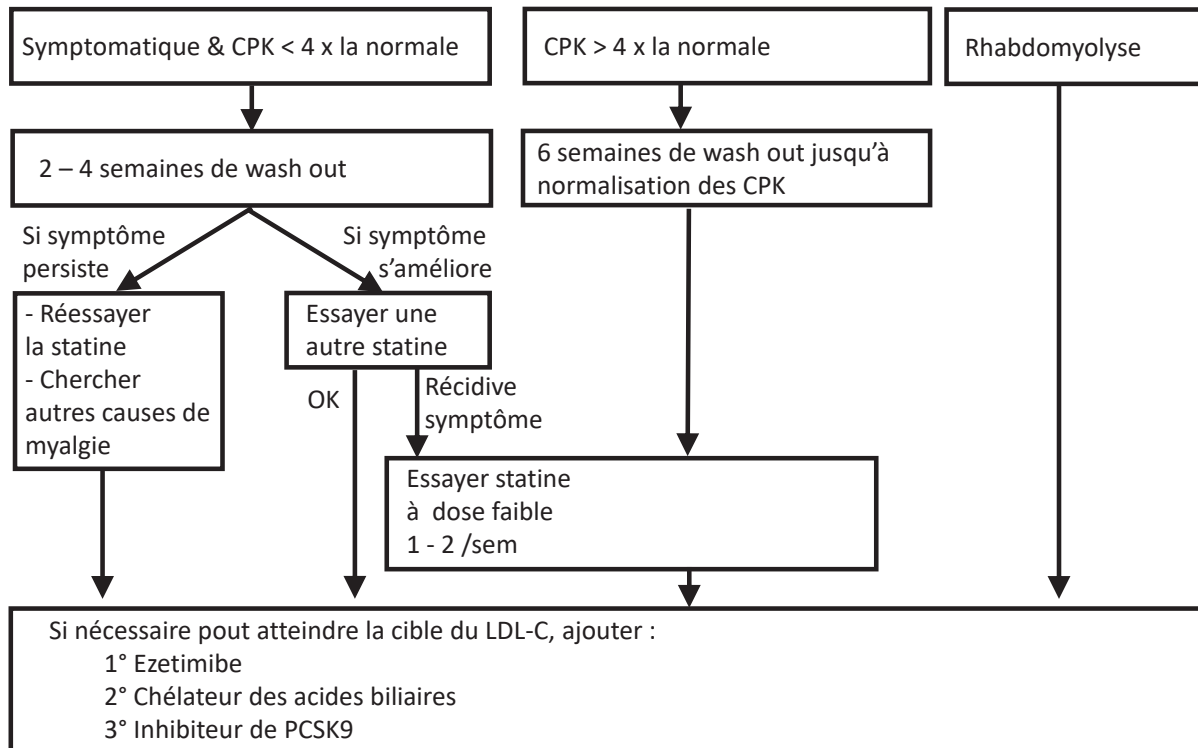 Symptomatique & CPK < 4 x la normale
CPK > 4 x la normale
Rhabdomyolyse
2 – 4 semaines de wash out
6 semaines de wash out jusqu'à
normalisation des CPK
Si symptôme
persiste
Si symptôme
s'améliore
- Réessayer
la statine
- Chercher
autres causes de
myalgie
Essayer une
autre statine
OK
Récidive
symptôme
Essayer statine
à dose faible
1 - 2 /sem
Si nécessaire pout atteindre la cible du LDL-C, ajouter :
1° Ezetimibe
2° Chélateur des acides biliaires
3° Inhibiteur de PCSK9